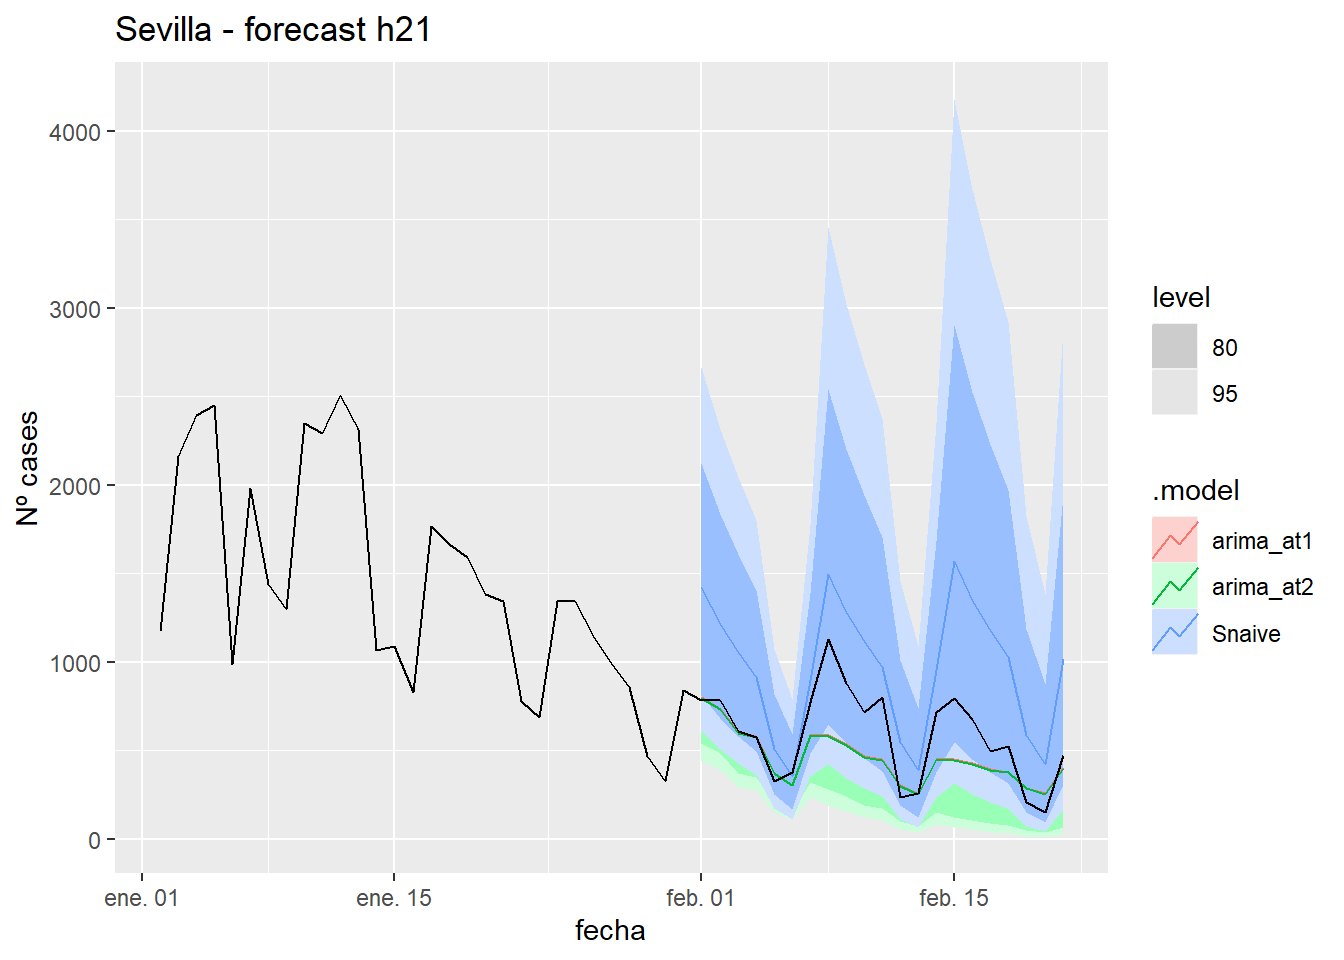 Sevilla - forecast h21
4000
3000
2000
1000
0
Nº cases
ene. 01
ene. 15
feb. 01
feb. 15
fecha
level
80
95
.model
arima_at1
arima_at2
Snaive